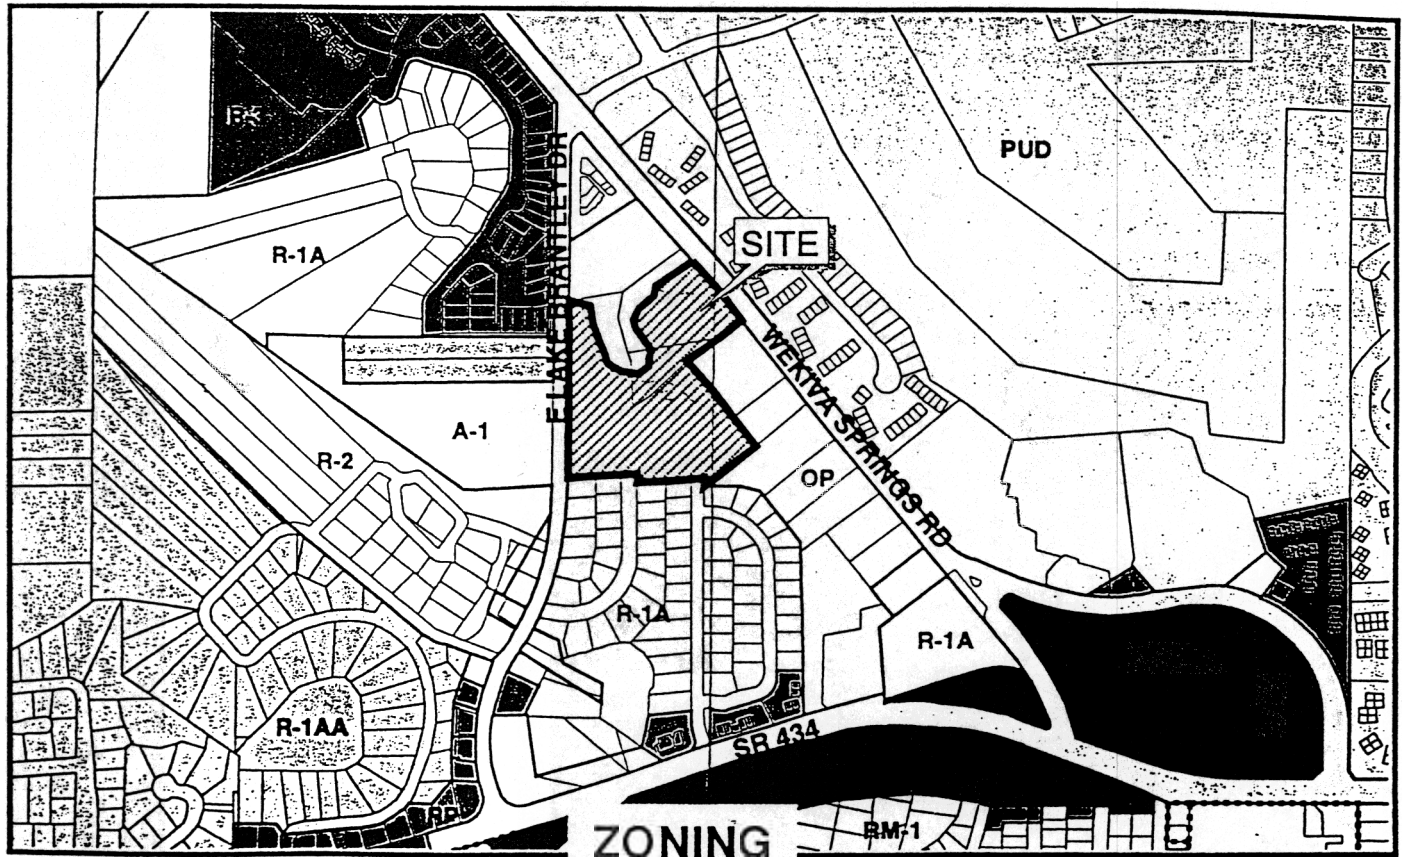 PUD
SITE
R-1A
E LAKE BRANTLEY DR
WEKIVA SPRINGS RD
A-1
R-2
OP
R-1A
R-1A
R-1AA
SR 434
RP
RM-1
ZONING